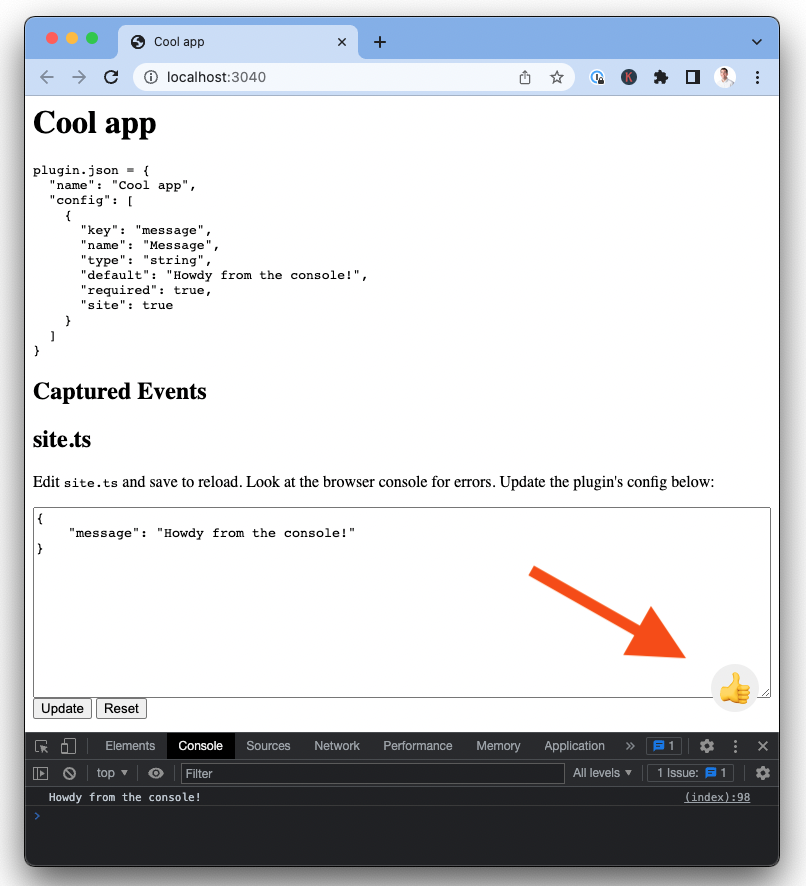 Cool app
localhost:3040
K
Cool app
plugin.json = {
  "name": "Cool app",
  "config": [
    {
      "key": "message",
      "name": "Message",
      "type": "string",
      "default": "Howdy from the console!",
      "required": true,
      "site": true
    }
  ]
}
Captured Events
site.ts
Edit site.ts and save to reload. Look at the browser console for errors. Update the plugin's config below:
{
    "message": "Howdy from the console!"
}
Update Reset
Elements Console Sources Network Performance Memory Application » 1
top ▼ Filter All levels ▼ 1 Issue: 1
Howdy from the console! (index):98
>